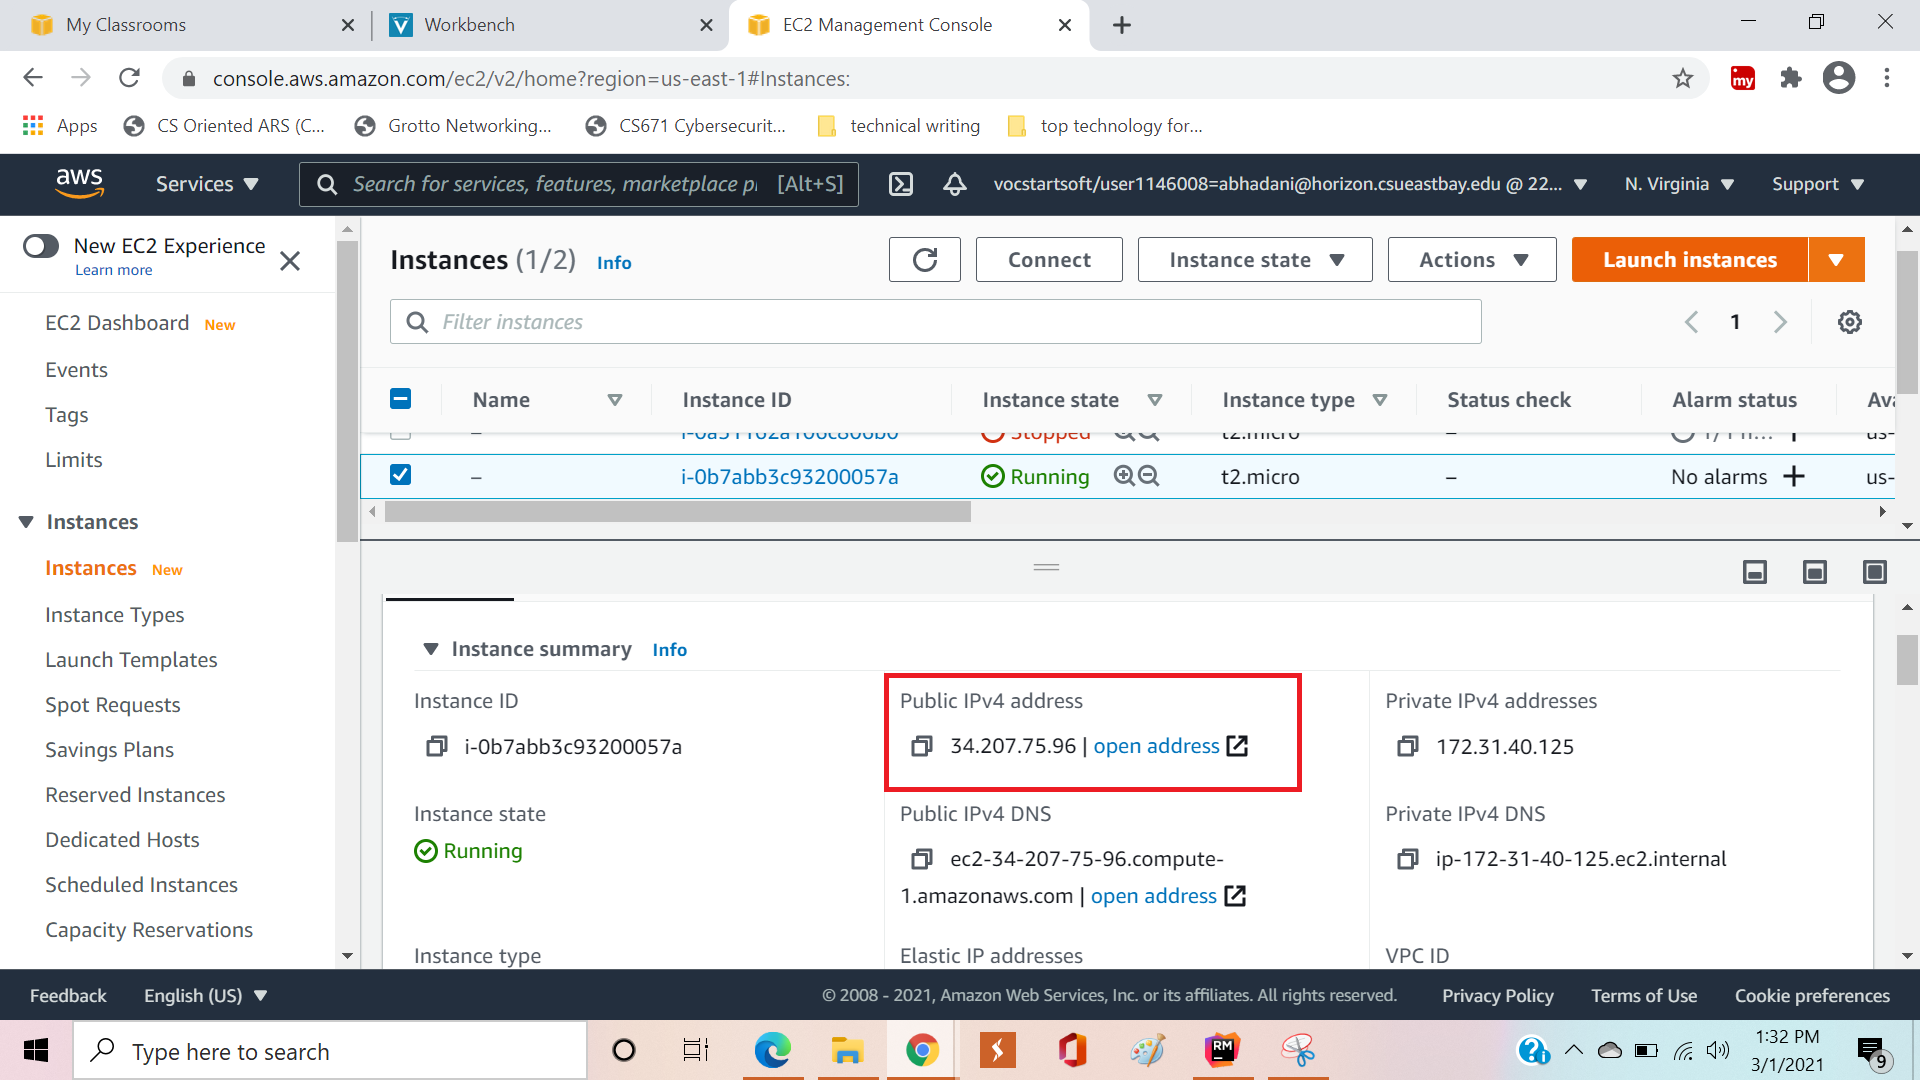 My Classrooms
Workbench
EC2 Management Console
console.aws.amazon.com/ec2/v2/home?region=us-east-1#Instances:
my
Apps
CS Oriented ARS (C...
Grotto Networking...
CS671 Cybersecurit...
technical writing
top technology for...
aws
Services
Search for services, features, marketplace p
[Alt+S]
vocstartsoft/user1146008=abhadani@horizon.csueastbay.edu @ 22...
N. Virginia
Support
New EC2 Experience
Learn more
EC2 Dashboard New
Events
Tags
Limits
Instances
Instances New
Instance Types
Launch Templates
Spot Requests
Savings Plans
Reserved Instances
Dedicated Hosts
Scheduled Instances
Capacity Reservations
Instances (1/2) Info
Connect
Instance state
Actions
Launch instances
Filter instances
1
Name
Instance ID
Instance state
Instance type
Status check
Alarm status
Ava
– Stopped t2.micro – us-
– i-0b7abb3c93200057a Running t2.micro – No alarms + us-
Instance summary Info
Instance ID
i-0b7abb3c93200057a
Public IPv4 address
34.207.75.96 | open address
Private IPv4 addresses
172.31.40.125
Instance state
Running
Public IPv4 DNS
ec2-34-207-75-96.compute-
1.amazonaws.com | open address
Private IPv4 DNS
ip-172-31-40-125.ec2.internal
Instance type
Elastic IP addresses
VPC ID
Feedback
English (US)
© 2008 - 2021, Amazon Web Services, Inc. or its affiliates. All rights reserved.
Privacy Policy
Terms of Use
Cookie preferences
Type here to search
RM
1:32 PM
3/1/2021
9